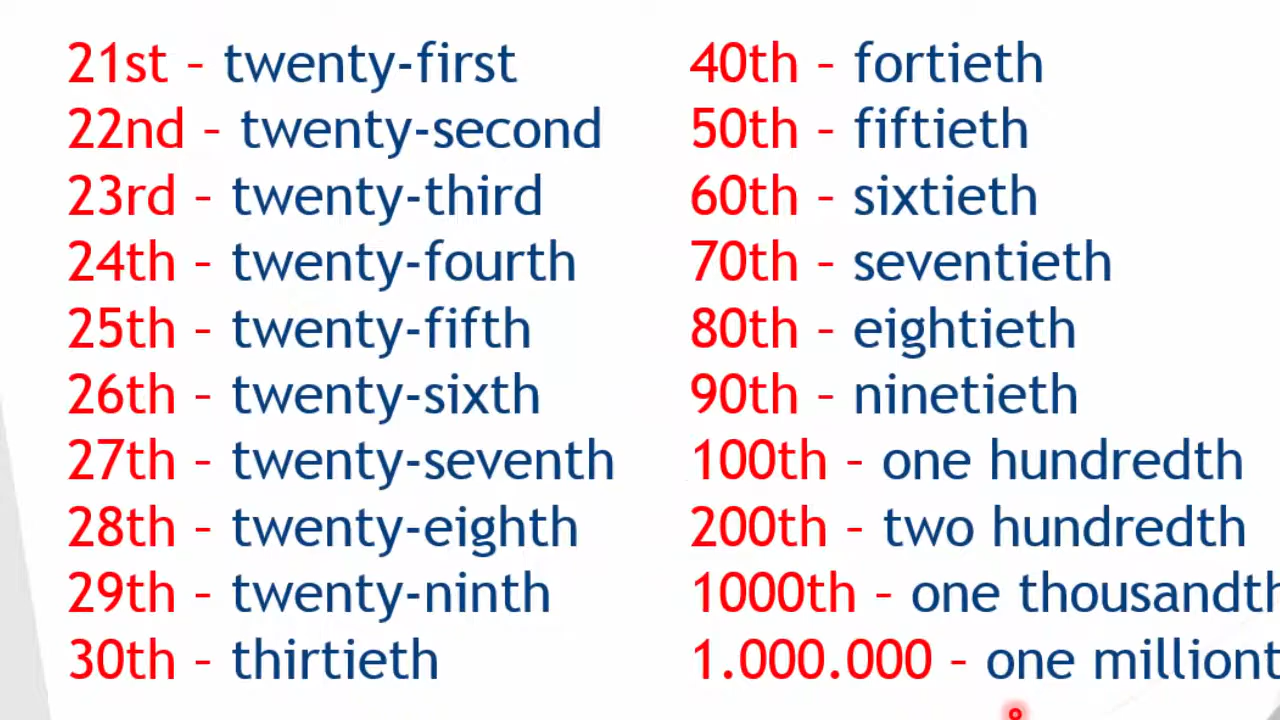 21st – twenty-first
22nd – twenty-second
23rd – twenty-third
24th – twenty-fourth
25th – twenty-fifth
26th – twenty-sixth
27th – twenty-seventh
28th – twenty-eighth
29th – twenty-ninth
30th – thirtieth
40th – fortieth
50th – fiftieth
60th – sixtieth
70th – seventieth
80th – eightieth
90th – ninetieth
100th – one hundredth
200th – two hundredth
1000th – one thousandth
1.000.000 – one milliont